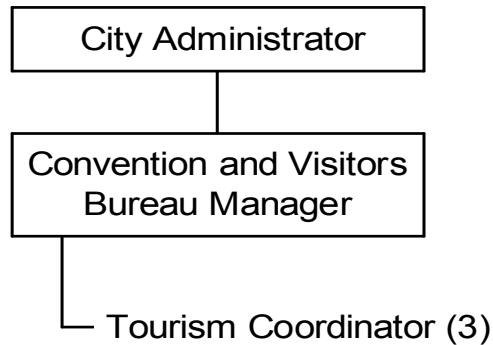 City Administrator
Convention and Visitors
Bureau Manager
Tourism Coordinator (3)